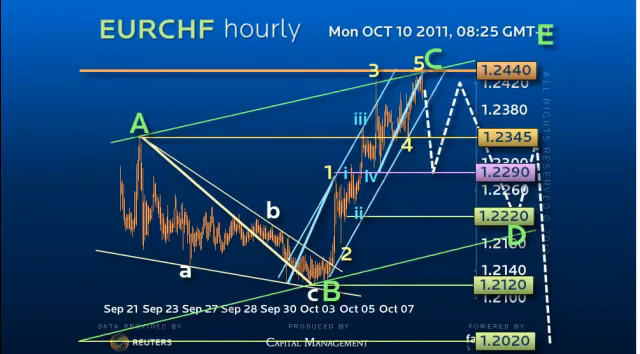 EURCHF hourly
Mon OCT 10 2011, 08:25 GMT-
E
5 C
3
1.2440
1.2420
A
iii
1.2380
4
1.2345
1 i iv
1.2290
1.2260
b
ii
1.2220
D
2
a
1.2140
c B
1.2120
1.2100
Sep 21 Sep 23 Sep 27 Sep 28 Sep 30 Oct 03 Oct 05 Oct 07
DATA PROVIDED BY
PRODUCED BY
POWERED BY
REUTERS
CAPITAL MANAGEMENT
1.2020
ALL RIGHTS RESERVED